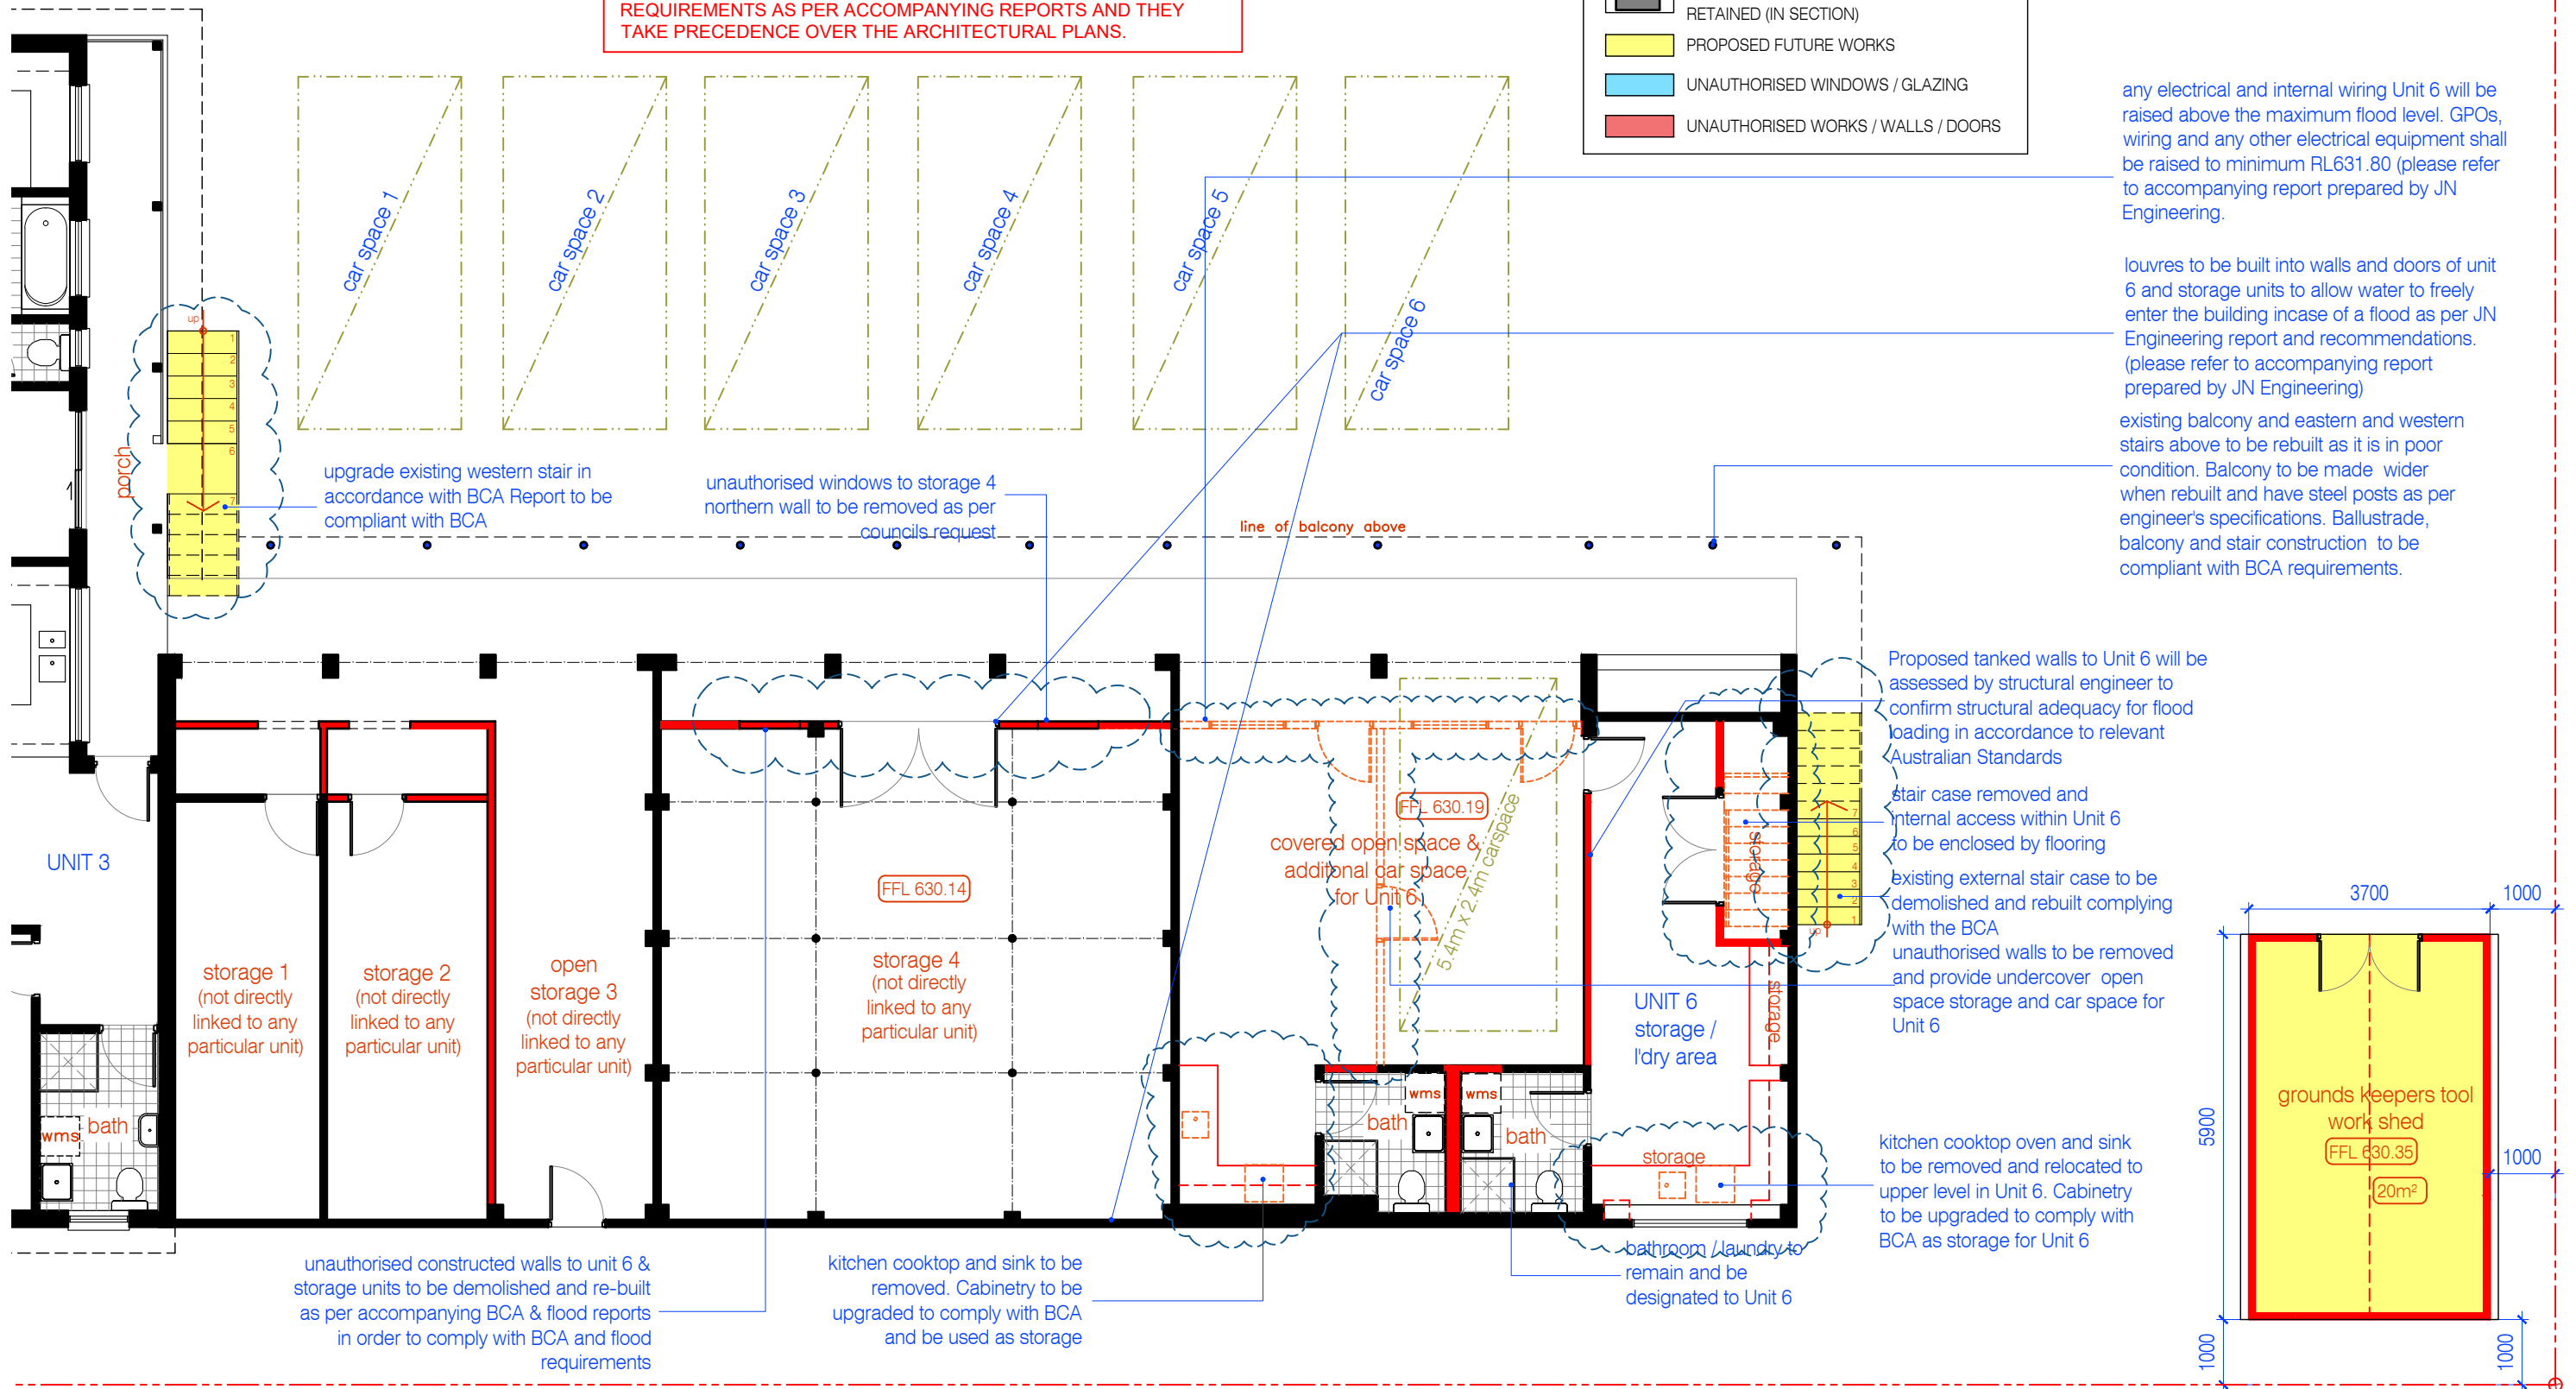 REQUIREMENTS AS PER ACCOMPANYING REPORTS AND THEY
TAKE PRECEDENCE OVER THE ARCHITECTURAL PLANS.
RETAINED (IN SECTION)
PROPOSED FUTURE WORKS
UNAUTHORISED WINDOWS / GLAZING
UNAUTHORISED WORKS / WALLS / DOORS
any electrical and internal wiring Unit 6 will be
raised above the maximum flood level. GPOs,
wiring and any other electrical equipment shall
be raised to minimum RL631.80 (please refer
to accompanying report prepared by JN
Engineering.
louvres to be built into walls and doors of unit
6 and storage units to allow water to freely
enter the building incase of a flood as per JN
Engineering report and recommendations.
(please refer to accompanying report
prepared by JN Engineering)
existing balcony and eastern and western
stairs above to be rebuilt as it is in poor
condition. Balcony to be made wider
when rebuilt and have steel posts as per
engineer's specifications. Ballustrade,
balcony and stair construction to be
compliant with BCA requirements.
car space 1
car space 2
car space 3
car space 4
car space 5
car space 6
up
1
2
3
4
5
6
7
porch
upgrade existing western stair in
accordance with BCA Report to be
compliant with BCA
unauthorised windows to storage 4
northern wall to be removed as per
councils request
line of balcony above
Proposed tanked walls to Unit 6 will be
assessed by structural engineer to
confirm structural adequacy for flood
loading in accordance to relevant
Australian Standards
stair case removed and
internal access within Unit 6
to be enclosed by flooring
existing external stair case to be
demolished and rebuilt complying
with the BCA
unauthorised walls to be removed
and provide undercover open
space storage and car space for
Unit 6
7
6
5
4
3
2
1
up
UNIT 3
FFL 630.14
FFL 630.19
covered open space &
additonal car space
for Unit 6
5.4m x 2.4m carspace
storage
storage
storage 1
(not directly
linked to any
particular unit)
storage 2
(not directly
linked to any
particular unit)
open
storage 3
(not directly
linked to any
particular unit)
storage 4
(not directly
linked to any
particular unit)
UNIT 6
storage /
l'dry area
3700
1000
5900
1000
1000
1000
grounds keepers tool
work shed
FFL 630.35
20m²
wms
bath
wms
bath
wms
bath
storage
kitchen cooktop oven and sink
to be removed and relocated to
upper level in Unit 6. Cabinetry
to be upgraded to comply with
BCA as storage for Unit 6
unauthorised constructed walls to unit 6 &
storage units to be demolished and re-built
as per accompanying BCA & flood reports
in order to comply with BCA and flood
requirements
kitchen cooktop and sink to be
removed. Cabinetry to be
upgraded to comply with BCA
and be used as storage
bathroom / laundry to
remain and be
designated to Unit 6